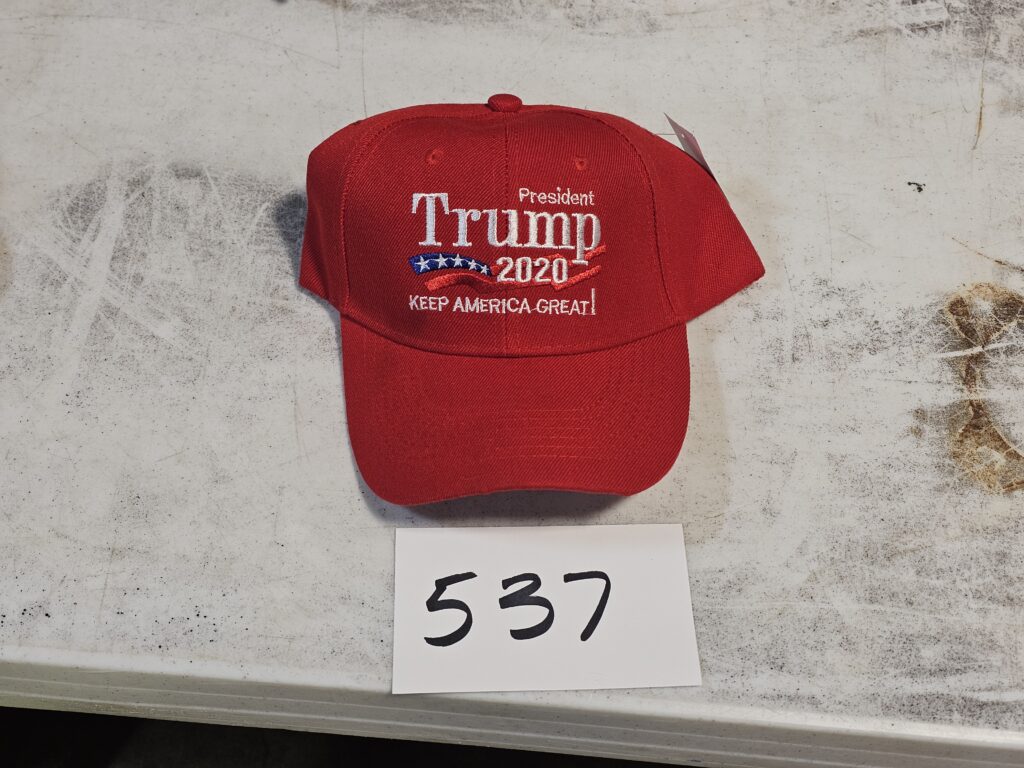 President
Trump
2020
KEEP AMERICA GREAT!
537